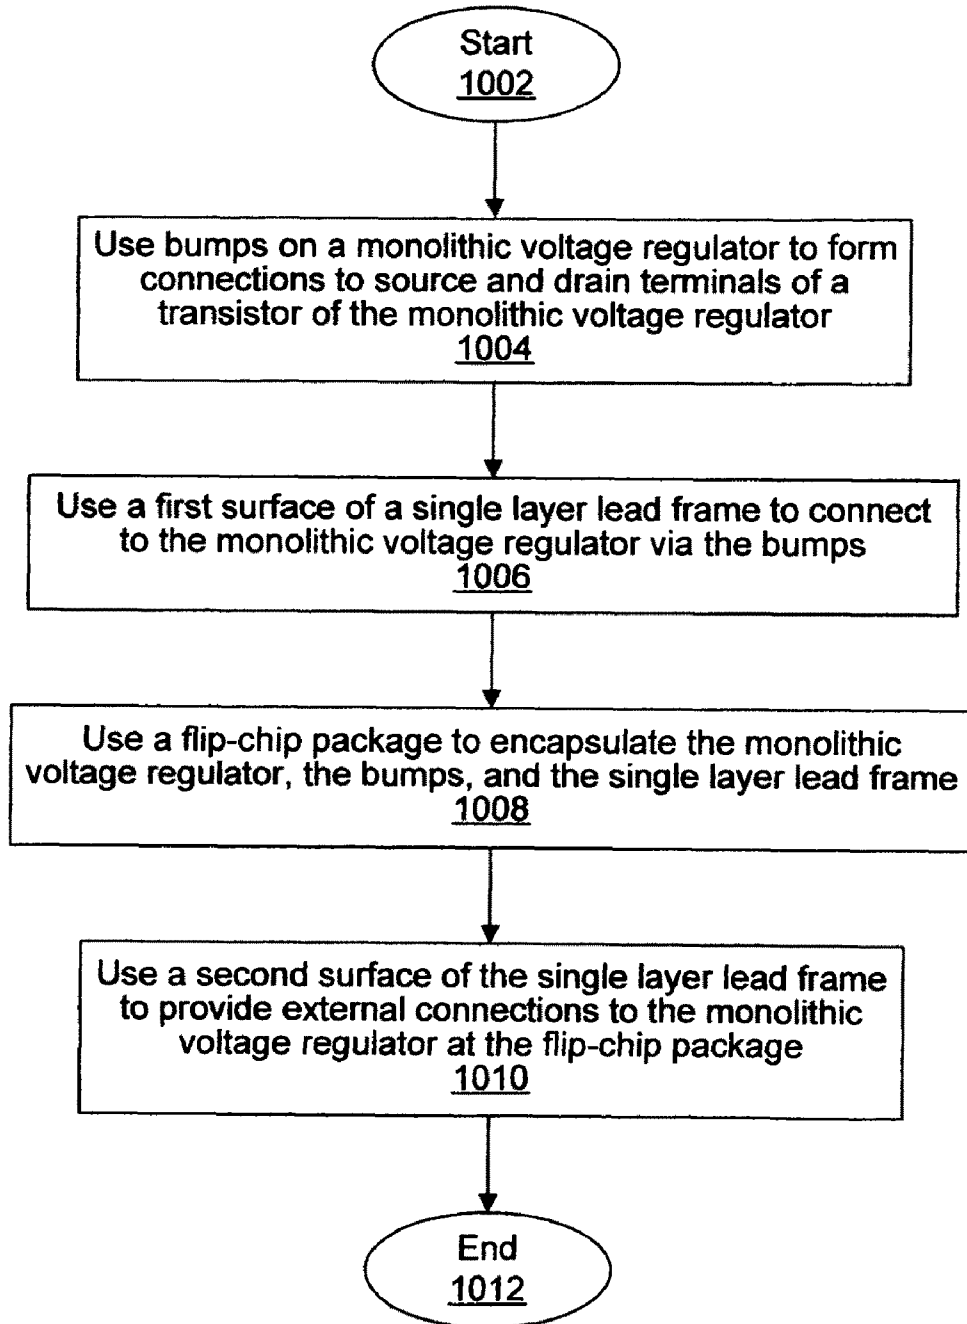 Start
1002
Use bumps on a monolithic voltage regulator to form
connections to source and drain terminals of a
transistor of the monolithic voltage regulator
1004
Use a first surface of a single layer lead frame to connect
to the monolithic voltage regulator via the bumps
1006
Use a flip-chip package to encapsulate the monolithic
voltage regulator, the bumps, and the single layer lead frame
1008
Use a second surface of the single layer lead frame
to provide external connections to the monolithic
voltage regulator at the flip-chip package
1010
End
1012